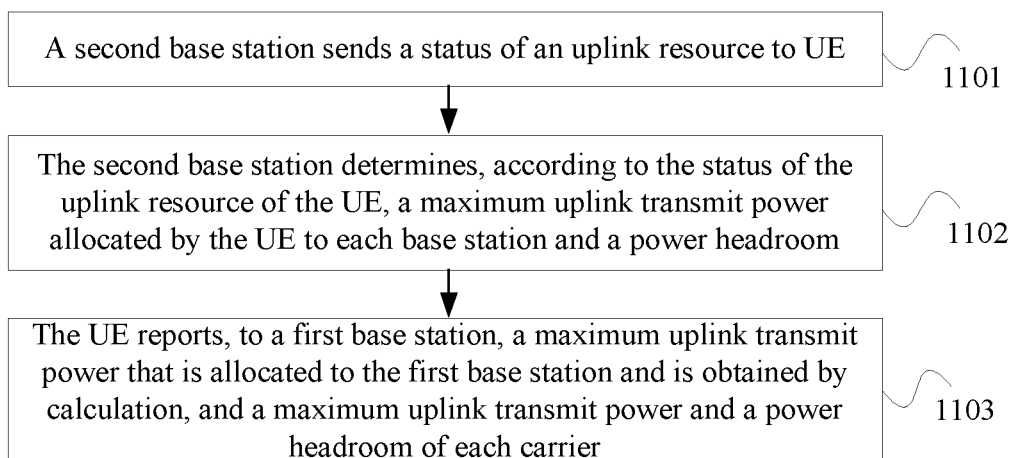 A second base station sends a status of an uplink resource to UE
1101
The second base station determines, according to the status of the
uplink resource of the UE, a maximum uplink transmit power
allocated by the UE to each base station and a power headroom
1102
The UE reports, to a first base station, a maximum uplink transmit
power that is allocated to the first base station and is obtained by
calculation, and a maximum uplink transmit power and a power
headroom of each carrier
1103